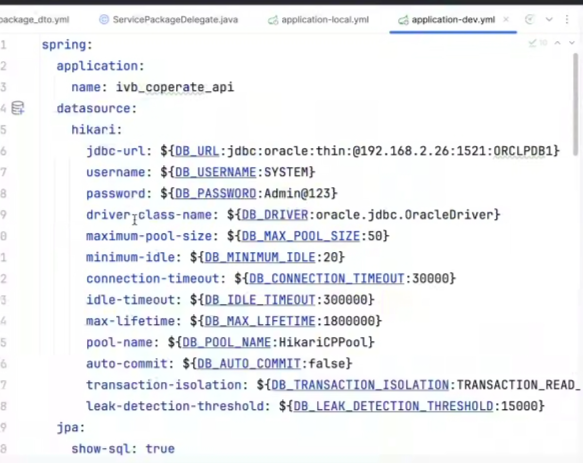 package_dto.yml ServicePackageDelegate.java application-local.yml application-dev.yml
1 spring:
2 application:
3 name: ivb_coperate_api
4 datasource:
5 hikari:
6 jdbc-url: ${DB_URL:jdbc:oracle:thin:@192.168.2.26:1521:ORCLPDB1}
7 username: ${DB_USERNAME:SYSTEM}
8 password: ${DB_PASSWORD:Admin@123}
9 driver-class-name: ${DB_DRIVER:oracle.jdbc.OracleDriver}
0 maximum-pool-size: ${DB_MAX_POOL_SIZE:50}
1 minimum-idle: ${DB_MINIMUM_IDLE:20}
2 connection-timeout: ${DB_CONNECTION_TIMEOUT:30000}
3 idle-timeout: ${DB_IDLE_TIMEOUT:300000}
4 max-lifetime: ${DB_MAX_LIFETIME:1800000}
5 pool-name: ${DB_POOL_NAME:HikariCPPool}
6 auto-commit: ${DB_AUTO_COMMIT:false}
7 transaction-isolation: ${DB_TRANSACTION_ISOLATION:TRANSACTION_READ_
8 leak-detection-threshold: ${DB_LEAK_DETECTION_THRESHOLD:15000}
9 jpa:
0 show-sql: true